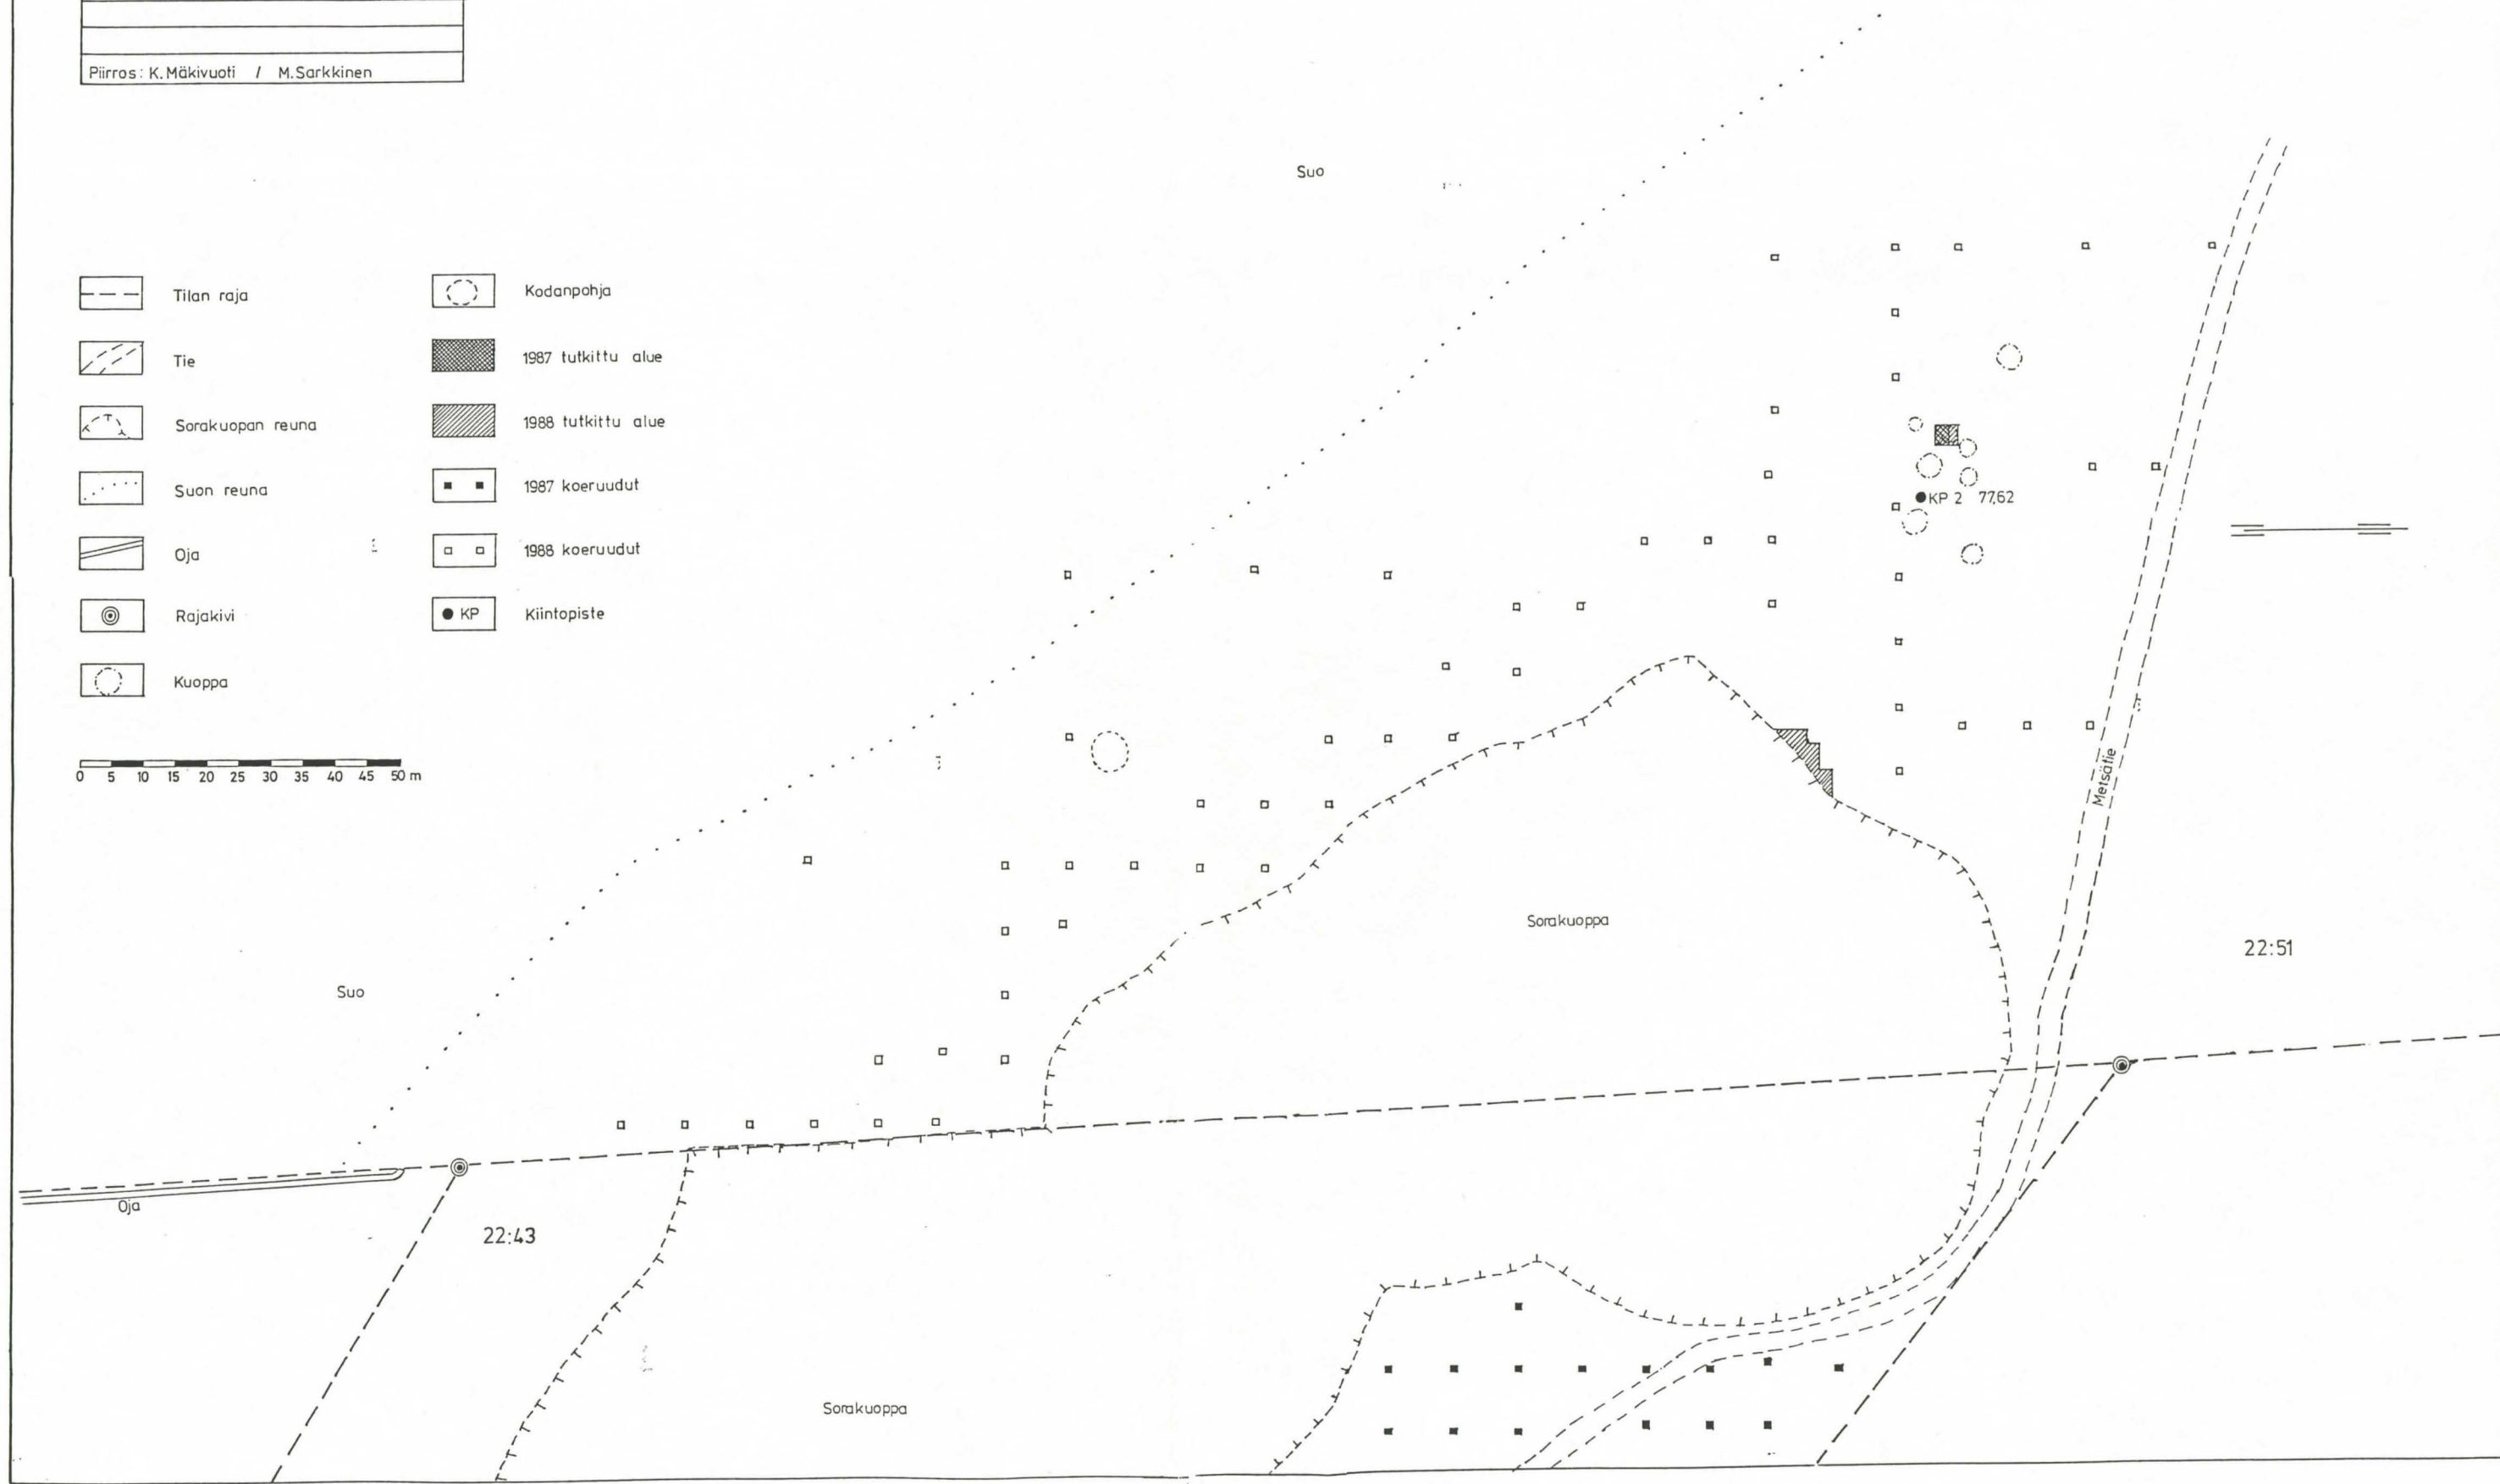 Piirros: K.Mäkivuoti / M.Sarkkinen
Tilan raja
Tie
Sorakuopan reuna
Suon reuna
Oja
Rajakivi
Kuoppa
Kodanpohja
1987 tutkittu alue
1988 tutkittu alue
1987 koeruudut
1988 koeruudut
KP Kiintopiste
0 5 10 15 20 25 30 35 40 45 50 m
Suo
KP 2 77,62
Metsätie
Sorakuoppa
22:51
Suo
Oja
22:43
Sorakuoppa